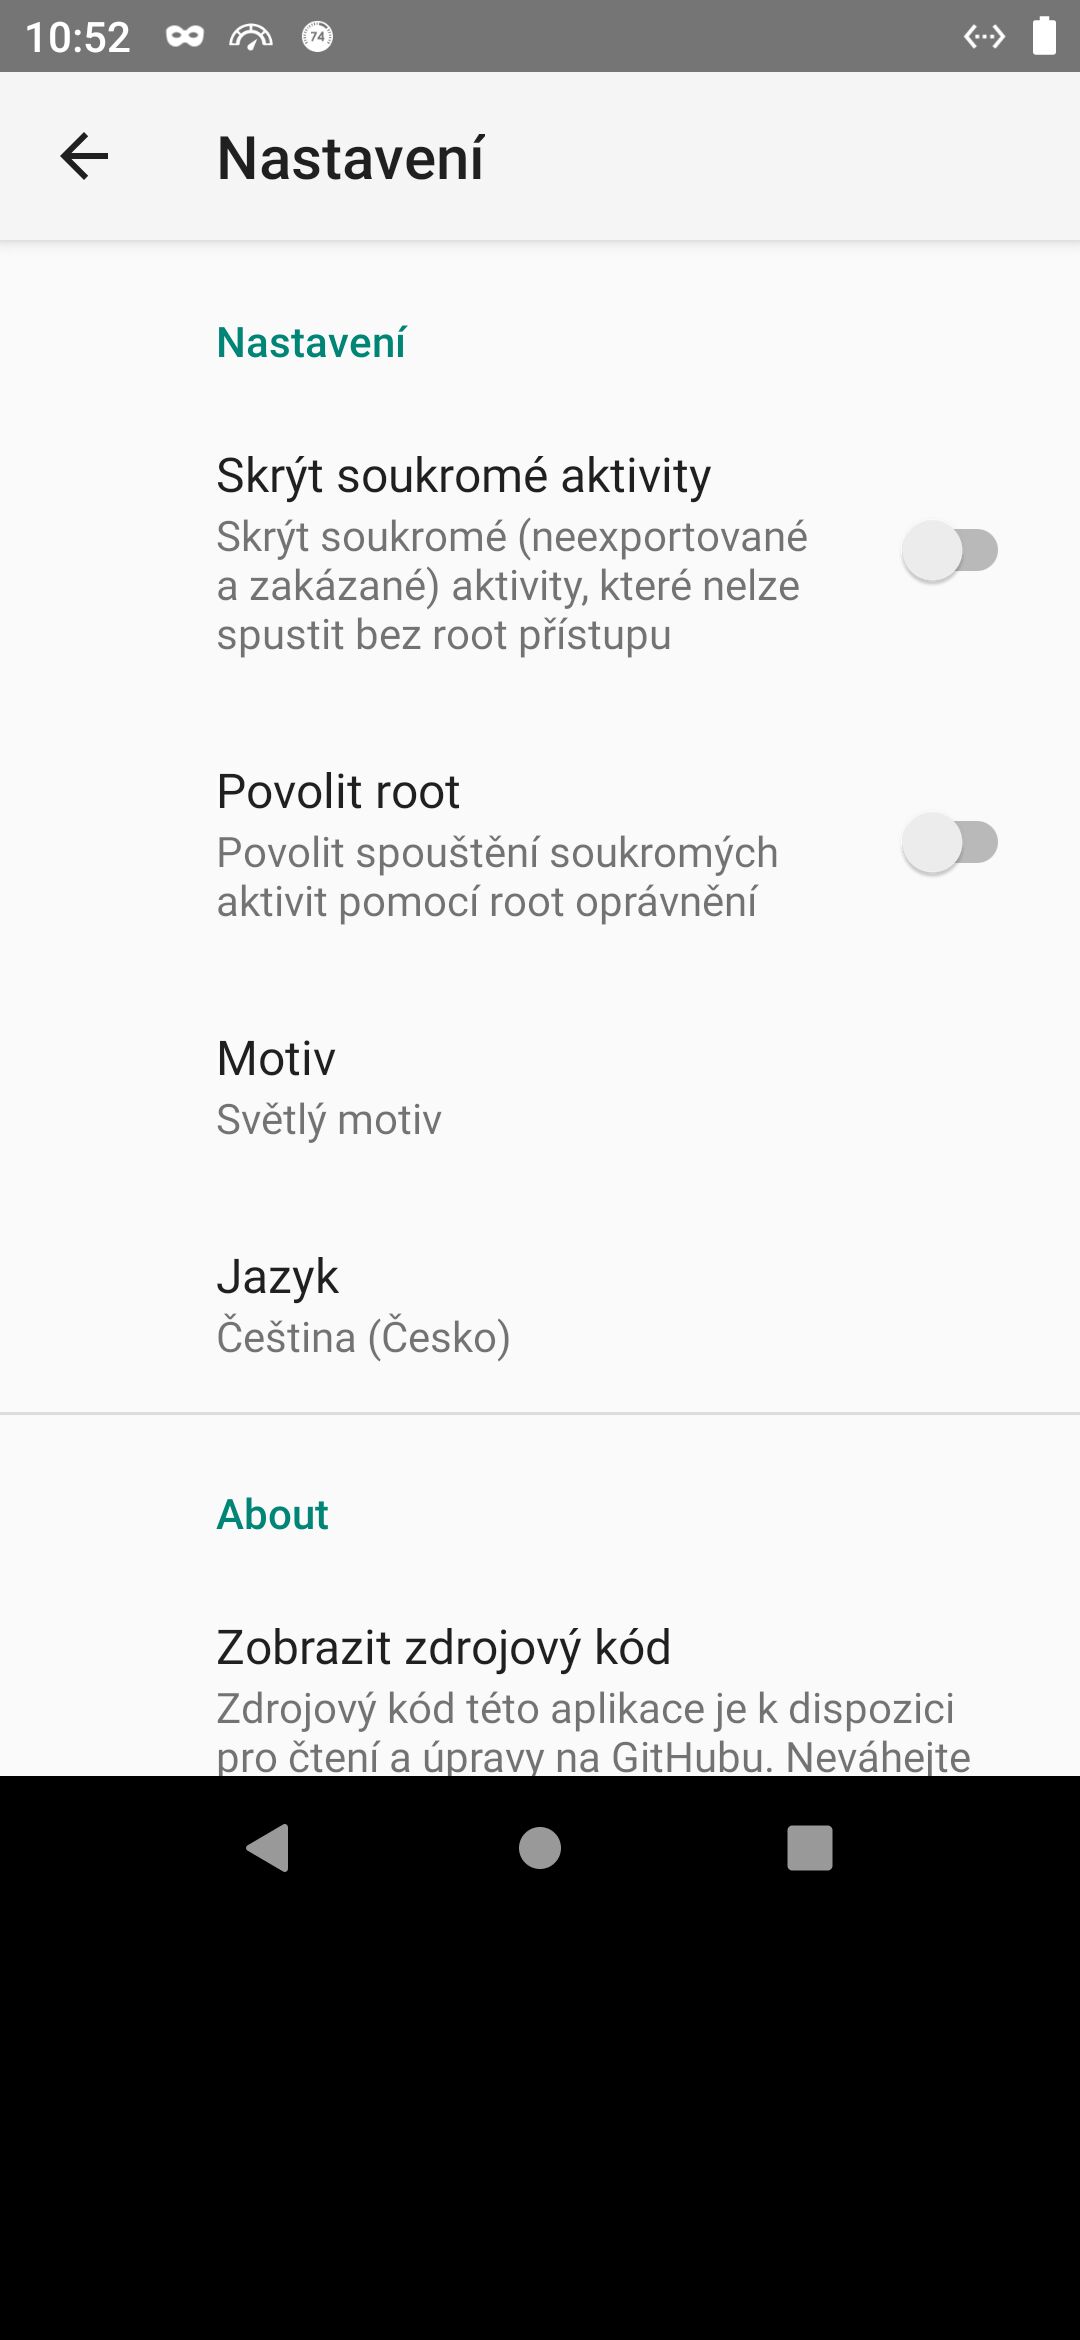 10:52
74
Nastavení
Nastavení
Skrýt soukromé aktivity
Skrýt soukromé (neexportované
a zakázané) aktivity, které nelze
spustit bez root přístupu
Povolit root
Povolit spouštění soukromých
aktivit pomocí root oprávnění
Motiv
Světlý motiv
Jazyk
Čeština (Česko)
About
Zobrazit zdrojový kód
Zdrojový kód této aplikace je k dispozici
pro čtení a úpravy na GitHubu. Neváhejte